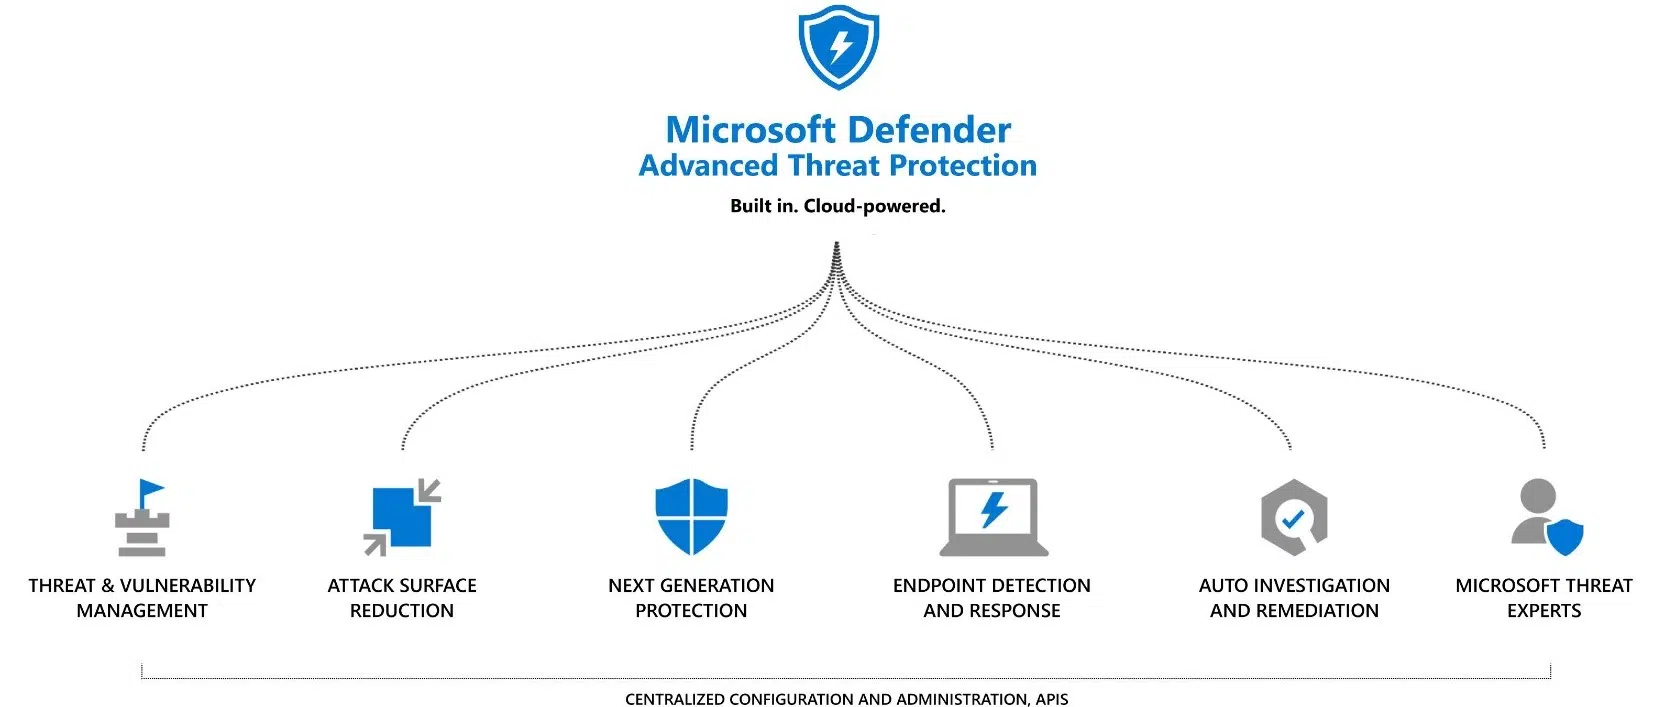 Microsoft Defender
Advanced Threat Protection
Built in. Cloud-powered.
THREAT & VULNERABILITY
MANAGEMENT
ATTACK SURFACE
REDUCTION
NEXT GENERATION
PROTECTION
ENDPOINT DETECTION
AND RESPONSE
AUTO INVESTIGATION
AND REMEDIATION
MICROSOFT THREAT
EXPERTS
CENTRALIZED CONFIGURATION AND ADMINISTRATION, APIS